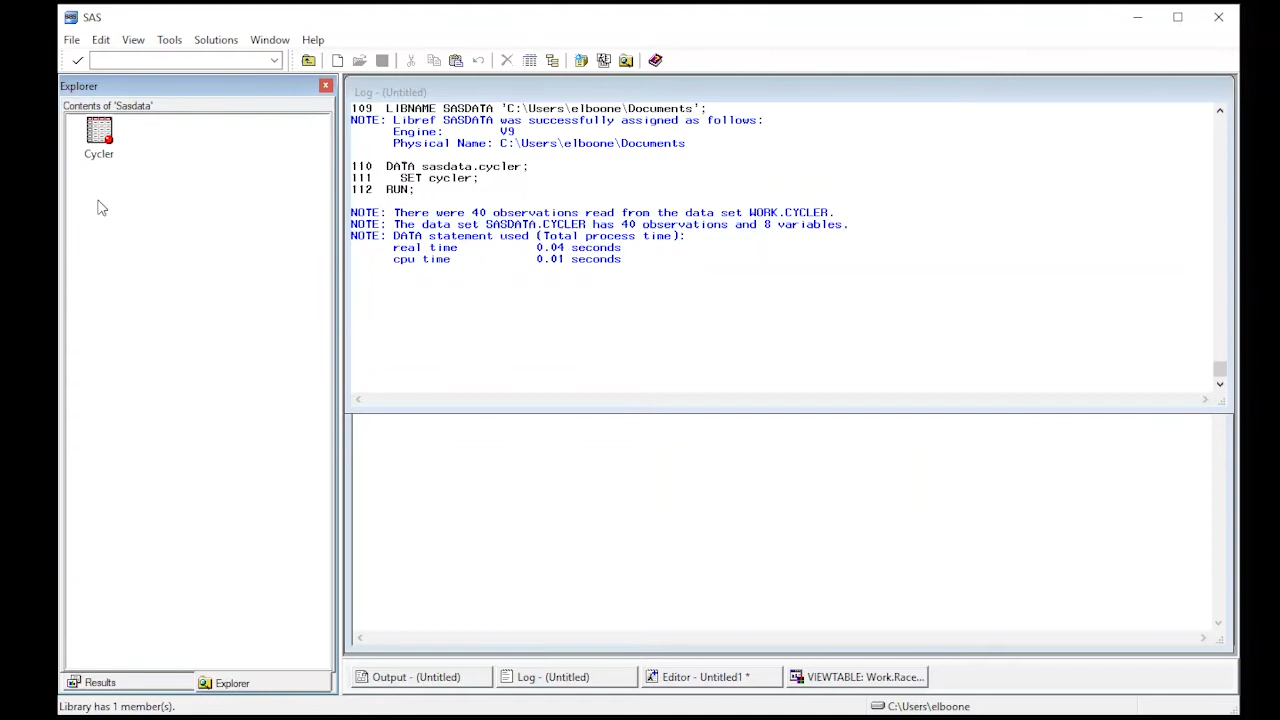 SAS
File Edit View Tools Solutions Window Help
Explorer
Contents of 'Sasdata'
Cycler
Log - (Untitled)
109  LIBNAME SASDATA 'C:\Users\elboone\Documents';
NOTE: Libref SASDATA was successfully assigned as follows:
      Engine:        V9
      Physical Name: C:\Users\elboone\Documents
110  DATA sasdata.cycler;
111    SET cycler;
112  RUN;
NOTE: There were 40 observations read from the data set WORK.CYCLER.
NOTE: The data set SASDATA.CYCLER has 40 observations and 8 variables.
NOTE: DATA statement used (Total process time):
      real time           0.04 seconds
      cpu time            0.01 seconds
Results Explorer
Output - (Untitled) Log - (Untitled) Editor - Untitled1 * VIEWTABLE: Work.Race...
Library has 1 member(s). C:\Users\elboone